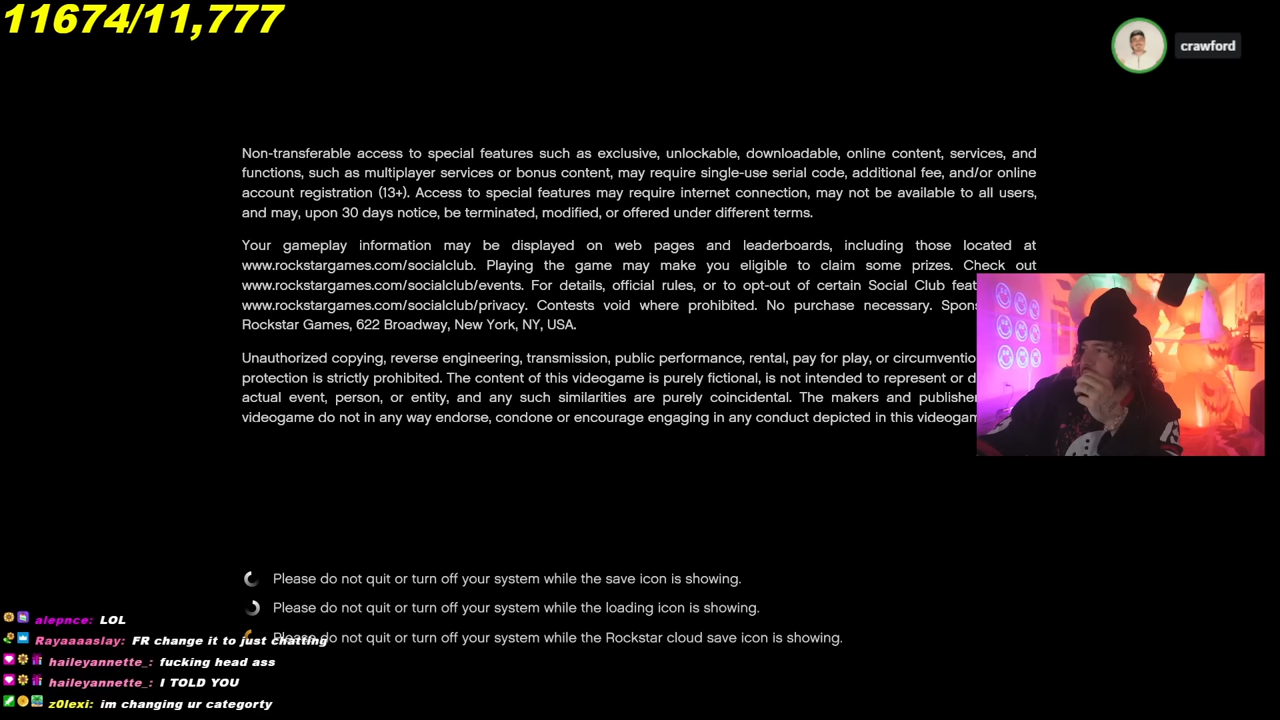 11674/11,777
crawford
Non-transferable access to special features such as exclusive, unlockable, downloadable, online content, services, and
functions, such as multiplayer services or bonus content, may require single-use serial code, additional fee, and/or online
account registration (13+). Access to special features may require internet connection, may not be available to all users,
and may, upon 30 days notice, be terminated, modified, or offered under different terms.
Your gameplay information may be displayed on web pages and leaderboards, including those located at
www.rockstargames.com/socialclub. Playing the game may make you eligible to claim some prizes. Check out
www.rockstargames.com/socialclub/events. For details, official rules, or to opt-out of certain Social Club feat
www.rockstargames.com/socialclub/privacy. Contests void where prohibited. No purchase necessary. Spons
Rockstar Games, 622 Broadway, New York, NY, USA.
Unauthorized copying, reverse engineering, transmission, public performance, rental, pay for play, or circumventio
protection is strictly prohibited. The content of this videogame is purely fictional, is not intended to represent or d
actual event, person, or entity, and any such similarities are purely coincidental. The makers and publisher
videogame do not in any way endorse, condone or encourage engaging in any conduct depicted in this videogam
Please do not quit or turn off your system while the save icon is showing.
Please do not quit or turn off your system while the loading icon is showing.
Please do not quit or turn off your system while the Rockstar cloud save icon is showing.
alepnce: LOL
Rayaaaaslay: FR change it to just chatting
haileyannette_: fucking head ass
haileyannette_: I TOLD YOU
z0lexi: im changing ur categorty